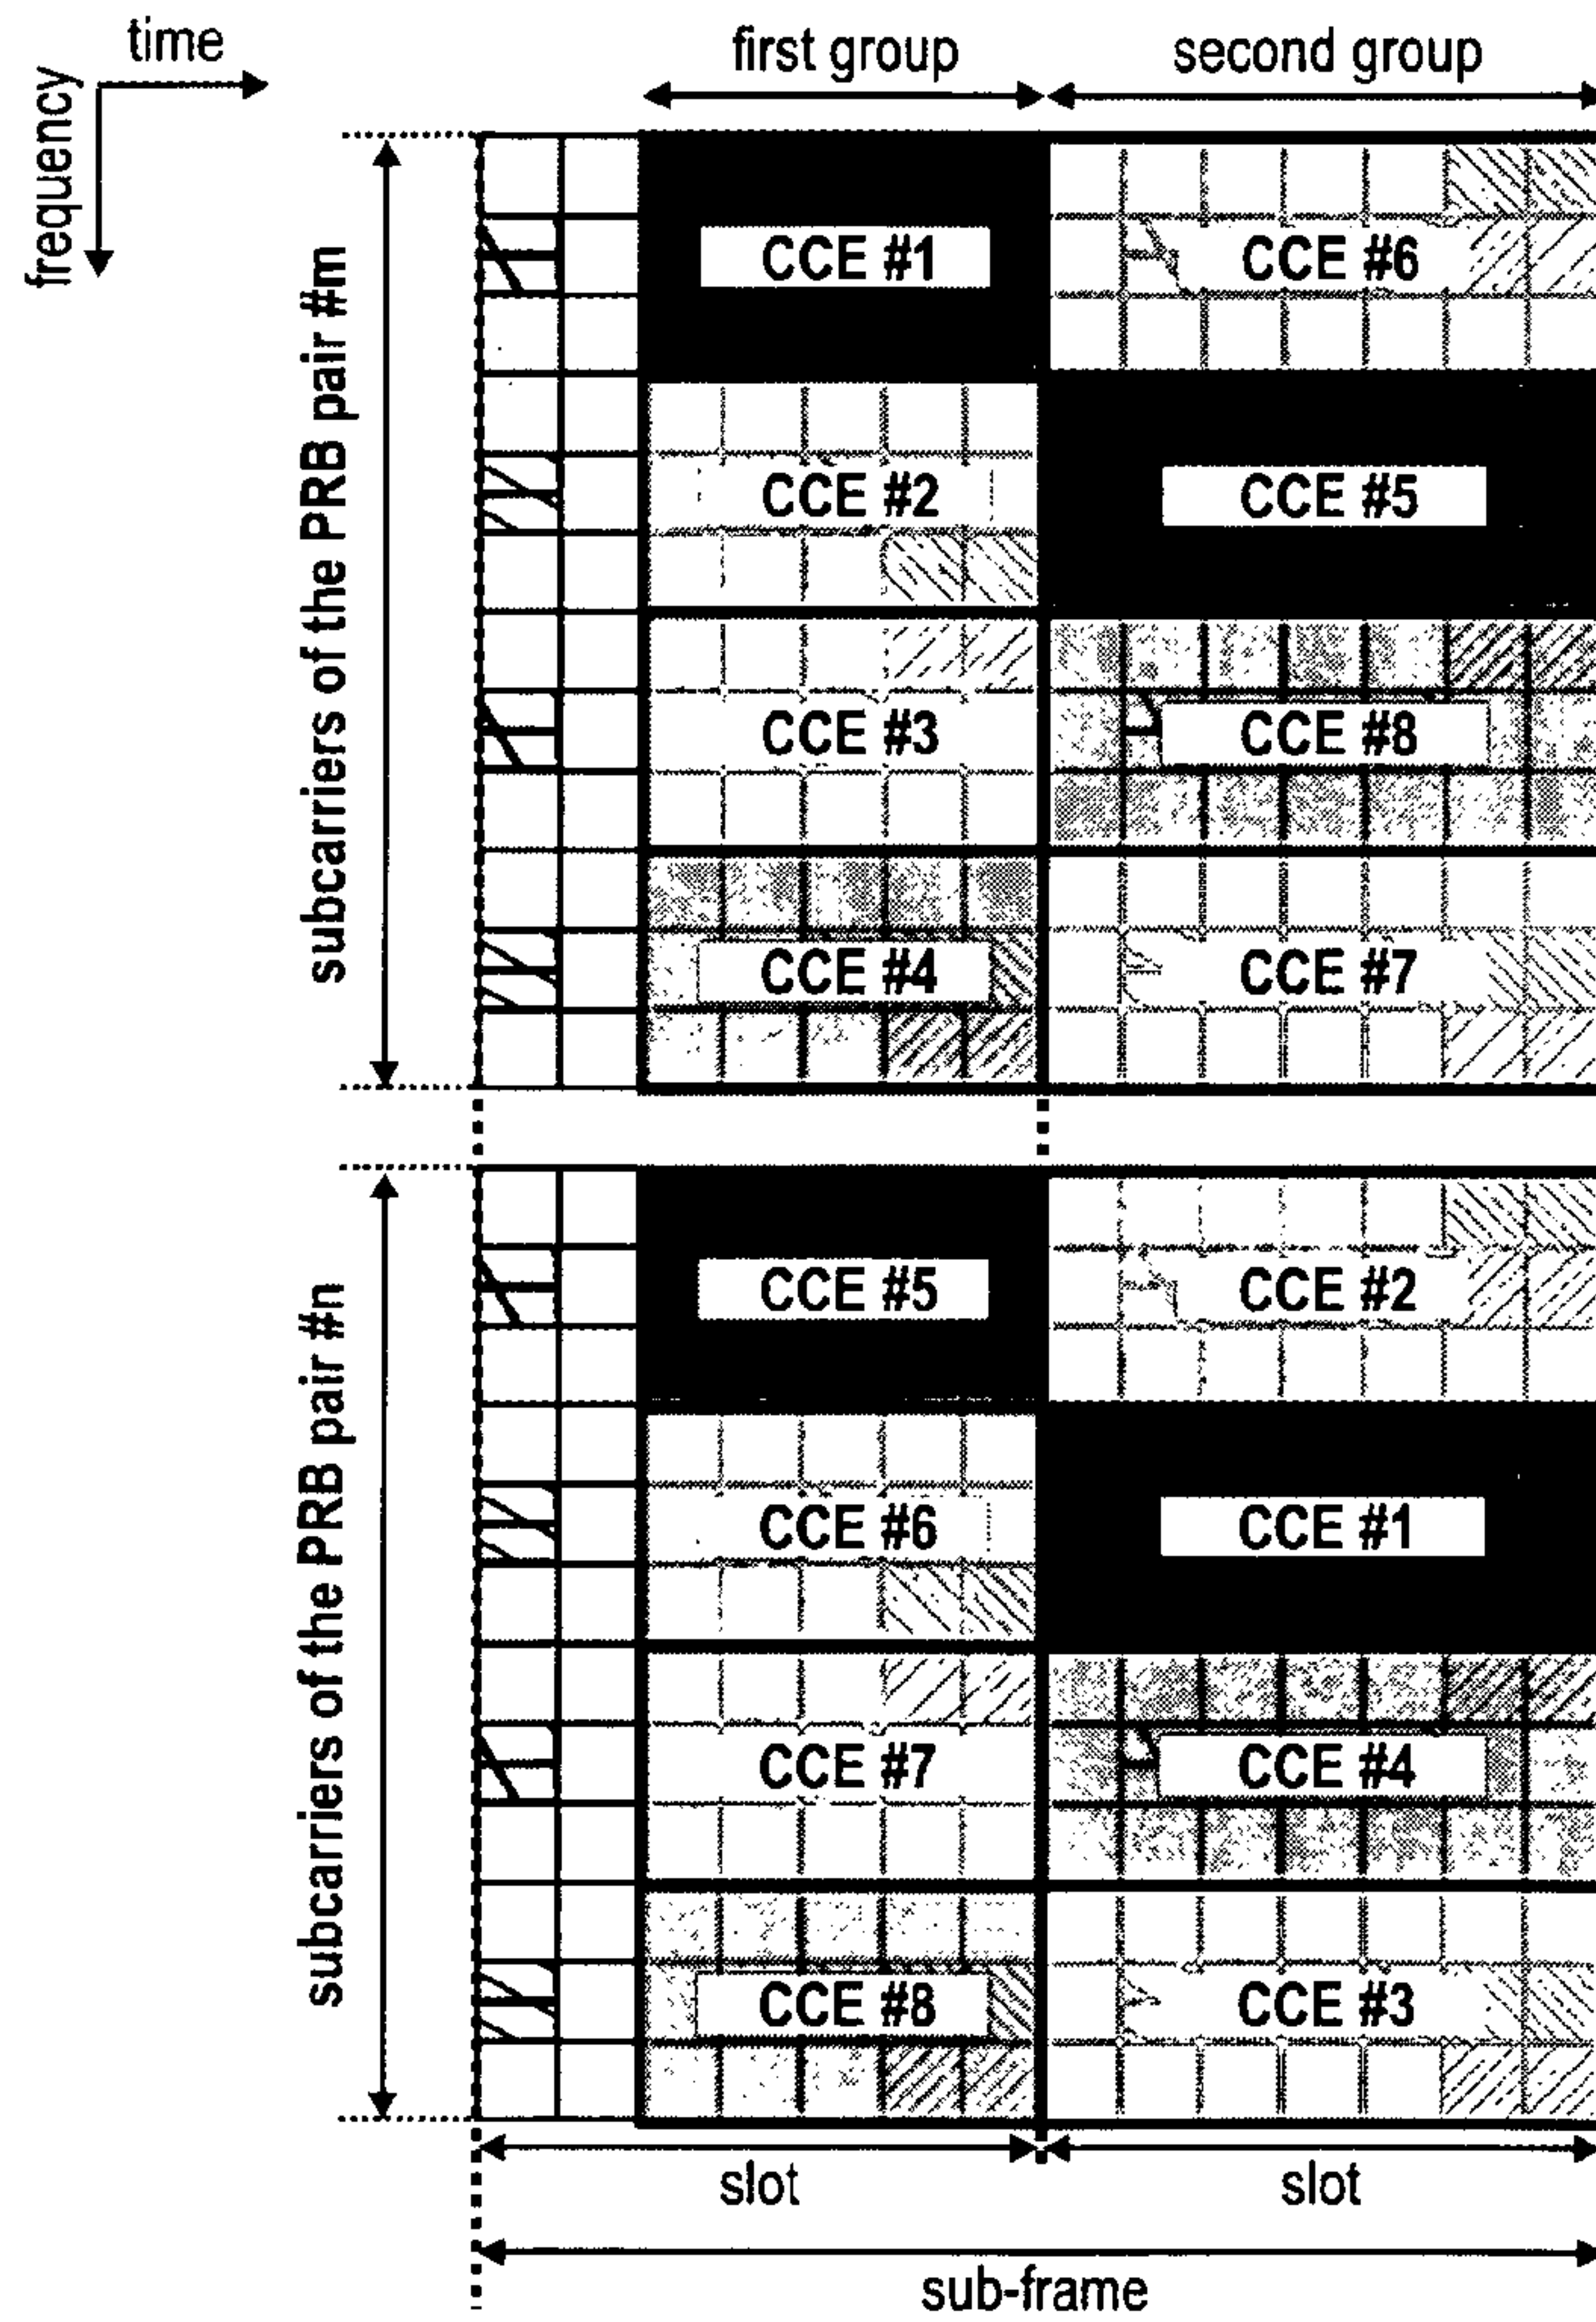 time
first group
second group
frequency
subcarriers of the PRB pair #m
CCE #1
CCE #6
CCE #2
CCE #5
CCE #3
CCE #8
CCE #4
CCE #7
subcarriers of the PRB pair #n
CCE #5
CCE #2
CCE #6
CCE #1
CCE #7
CCE #4
CCE #8
CCE #3
slot
slot
sub-frame